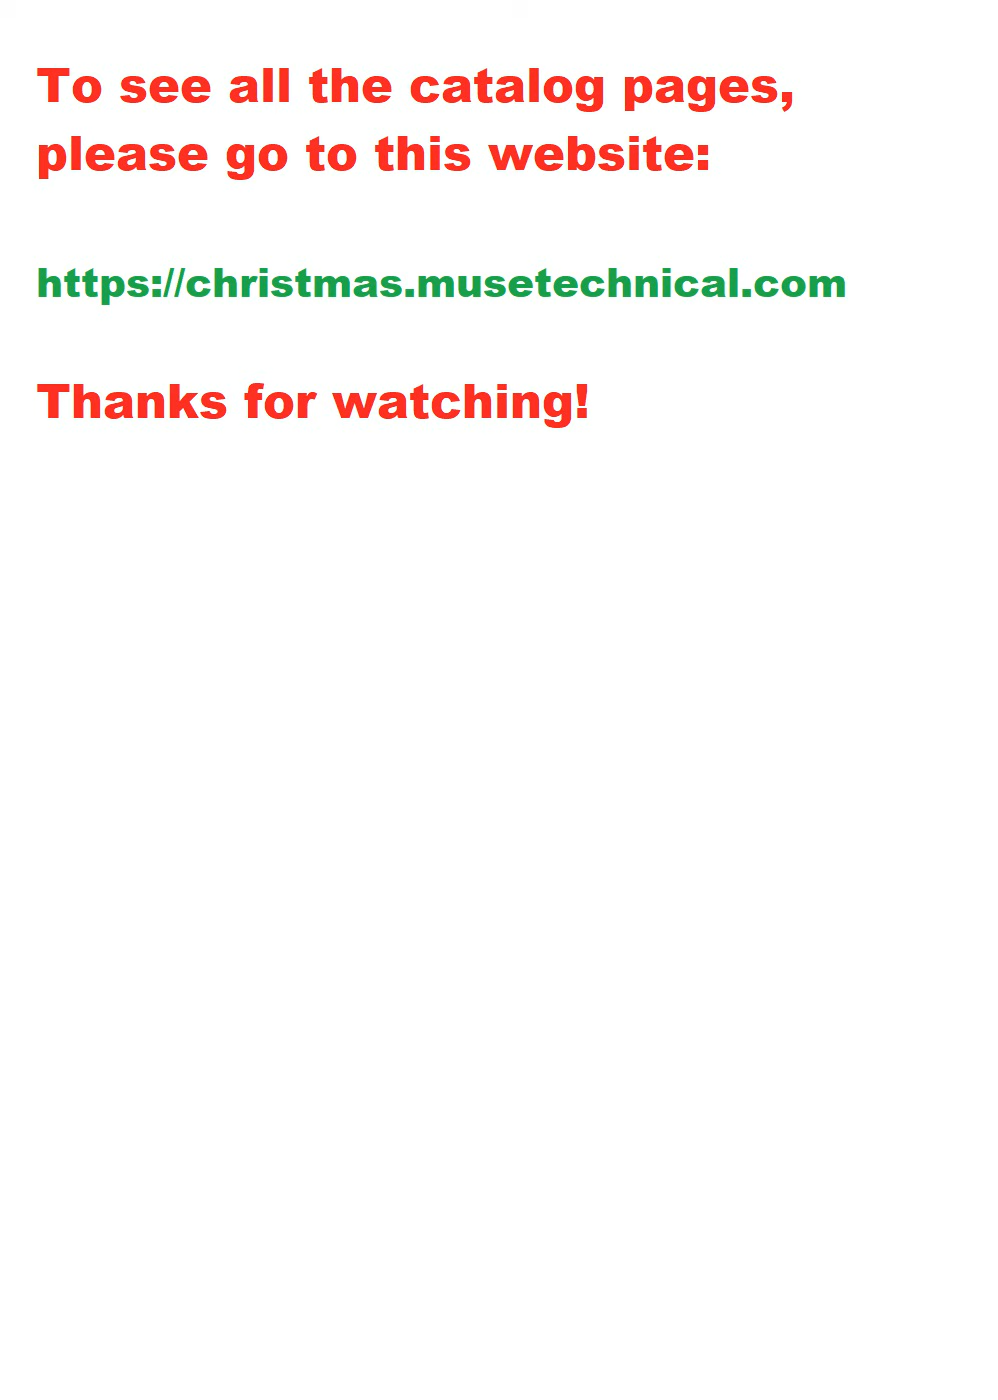 To see all the catalog pages,
please go to this website:
https://christmas.musetechnical.com
Thanks for watching!